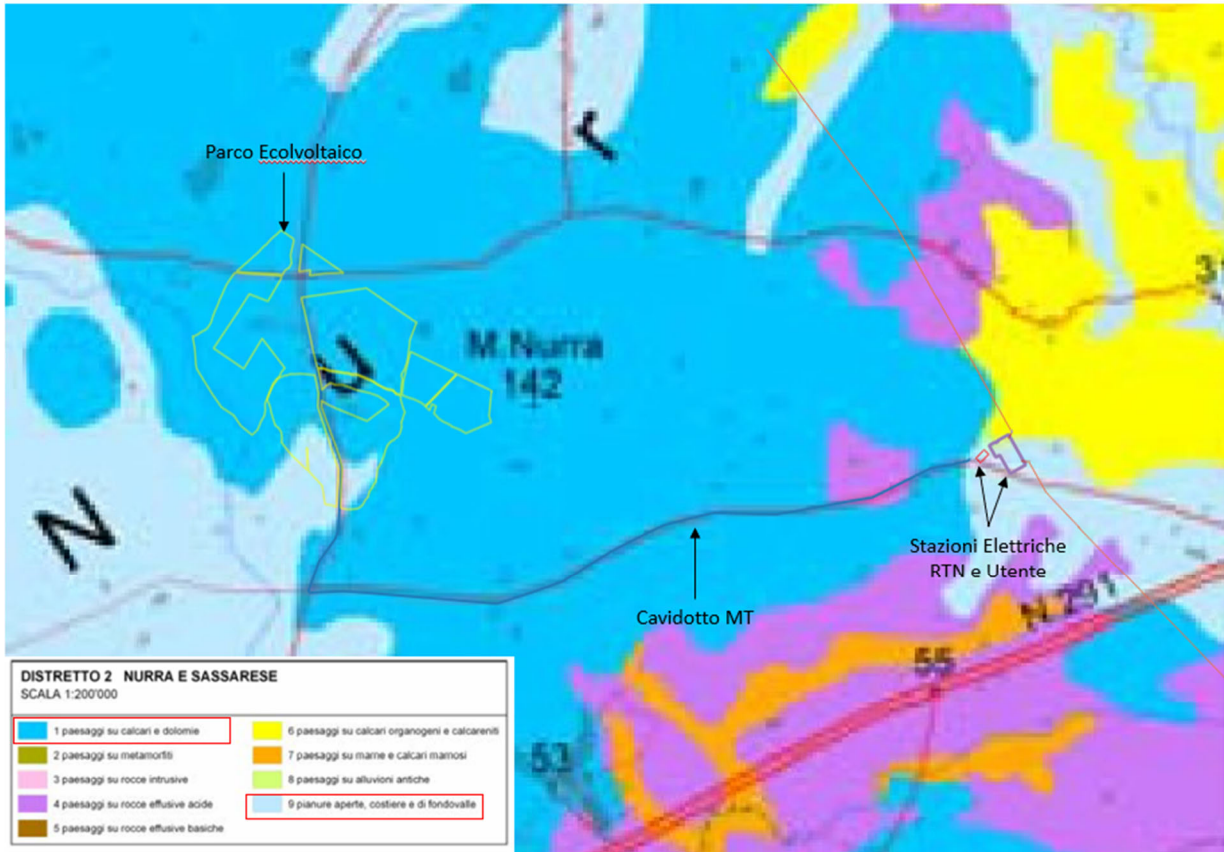 Parco Ecolvoltaico
M.Nurra
142
31
U
r
N
Stazioni Elettriche
RTN e Utente
Cavidotto MT
N.291
55
53
DISTRETTO 2 NURRA E SASSARESE
SCALA 1:200'000
1 paesaggi su calcari e dolomie
2 paesaggi su metamorfiti
3 paesaggi su rocce intrusive
4 paesaggi su rocce effusive acide
5 paesaggi su rocce effusive basiche
6 paesaggi su calcari organogeni e calcareniti
7 paesaggi su marne e calcari marnosi
8 paesaggi su alluvioni antiche
9 pianure aperte, costiere e di fondovalle